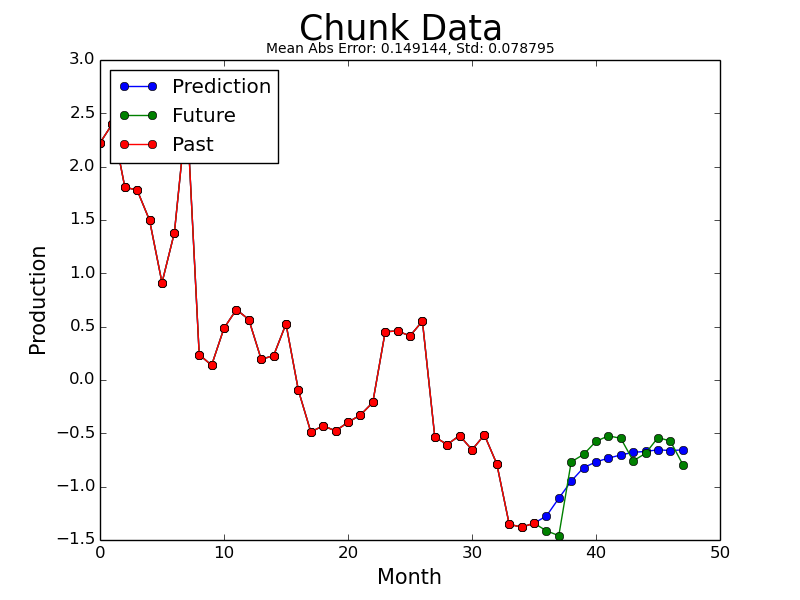 Chunk Data
Mean Abs Error: 0.149144, Std: 0.078795
Prediction
Future
Past
3.0
2.5
2.0
1.5
1.0
0.5
0.0
−0.5
−1.0
−1.5
Production
0 10 20 30 40 50
Month